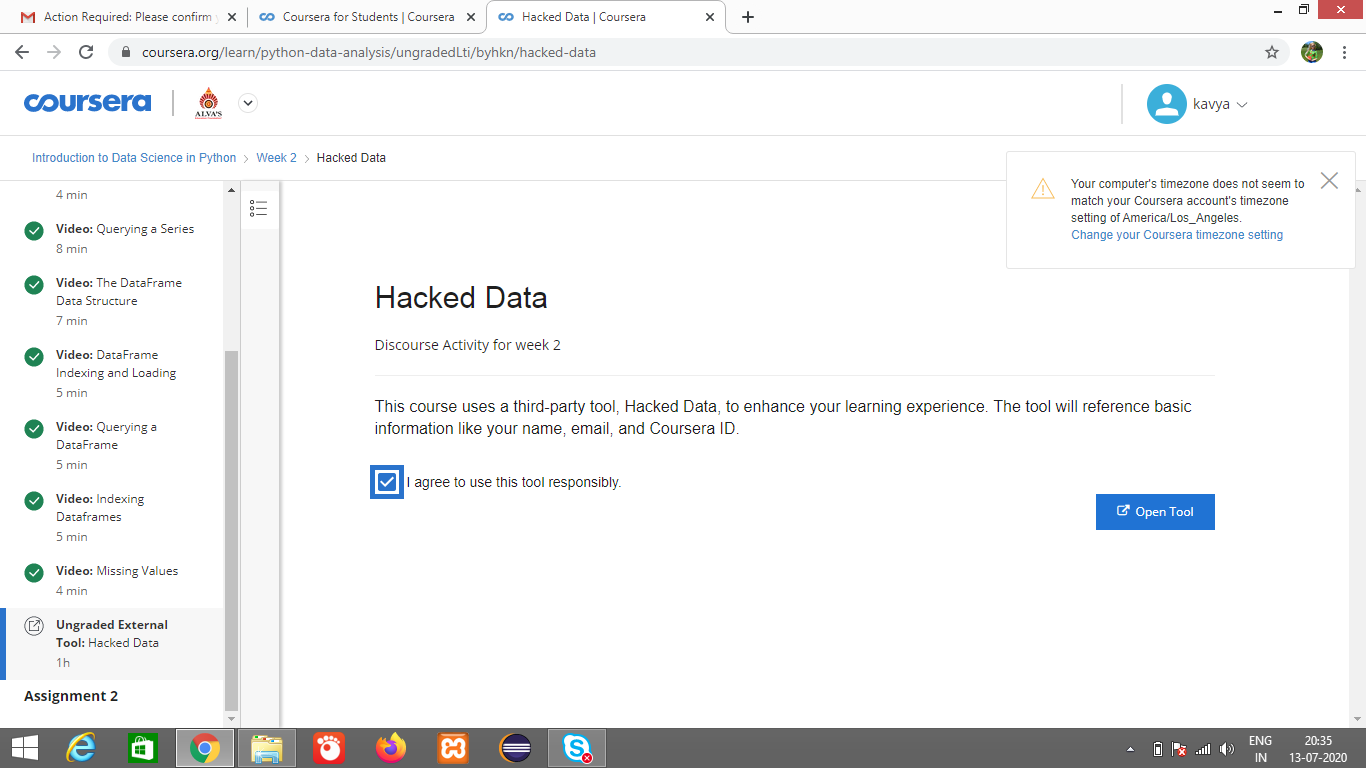 Action Required: Please confirm
Coursera for Students | Coursera
Hacked Data | Coursera
coursera.org/learn/python-data-analysis/ungradedLti/byhkn/hacked-data
coursera
ALVA'S
kavya
Introduction to Data Science in Python
Week 2
Hacked Data
Your computer's timezone does not seem to
match your Coursera account's timezone
setting of America/Los_Angeles.
Change your Coursera timezone setting
4 min
Video: Querying a Series
8 min
Video: The DataFrame
Data Structure
7 min
Video: DataFrame
Indexing and Loading
5 min
Video: Querying a
DataFrame
5 min
Video: Indexing
Dataframes
5 min
Video: Missing Values
4 min
Ungraded External
Tool: Hacked Data
1h
Assignment 2
Hacked Data
Discourse Activity for week 2
This course uses a third-party tool, Hacked Data, to enhance your learning experience. The tool will reference basic
information like your name, email, and Coursera ID.
I agree to use this tool responsibly.
Open Tool
ENG
IN
20:35
13-07-2020